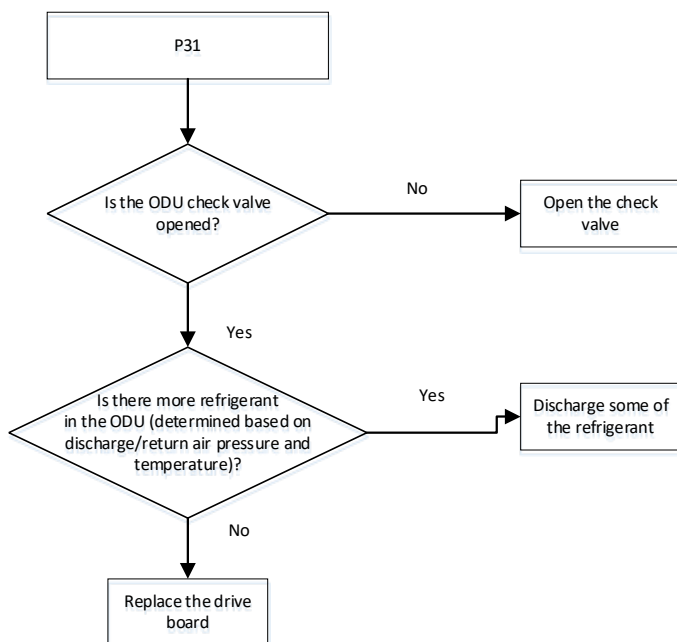 P31
Is the ODU check valve
opened?
No
Open the check
valve
Yes
Is there more refrigerant
in the ODU (determined based on
discharge/return air pressure and
temperature)?
Yes
Discharge some of
the refrigerant
No
Replace the drive
board